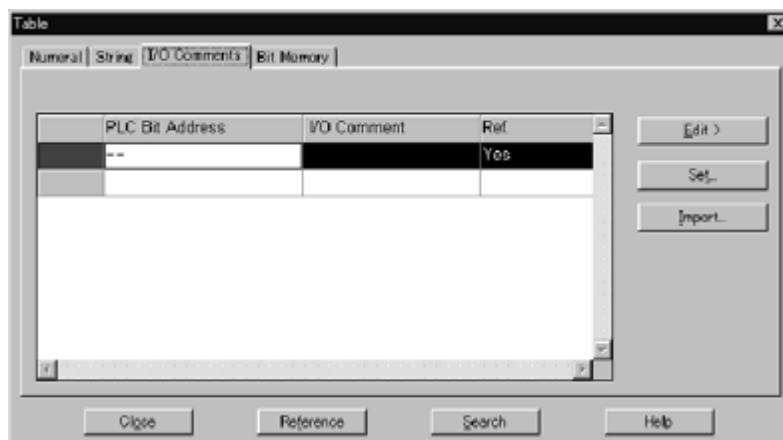 Table
Numeral String I/O Comments Bit Memory
PLC Bit Address I/O Comment Ref.
-- Yes
Edit >
Set...
Import...
Close Reference Search Help